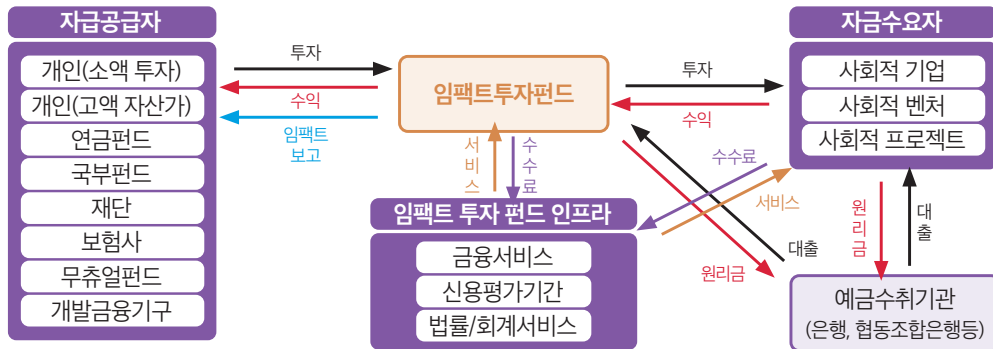 자급공급자
개인(소액 투자)
개인(고액 자산가)
연금펀드
국부펀드
재단
보험사
무츄얼펀드
개발금융기구
투자
수익
임팩트
보고
임팩트투자펀드
서비스
수수료
투자
수익
자금수요자
사회적 기업
사회적 벤처
사회적 프로젝트
수수료
서비스
임팩트 투자 펀드 인프라
금융서비스
신용평가기간
법률/회계서비스
원리금
대출
원리금
대출
예금수취기관
(은행, 협동조합은행등)